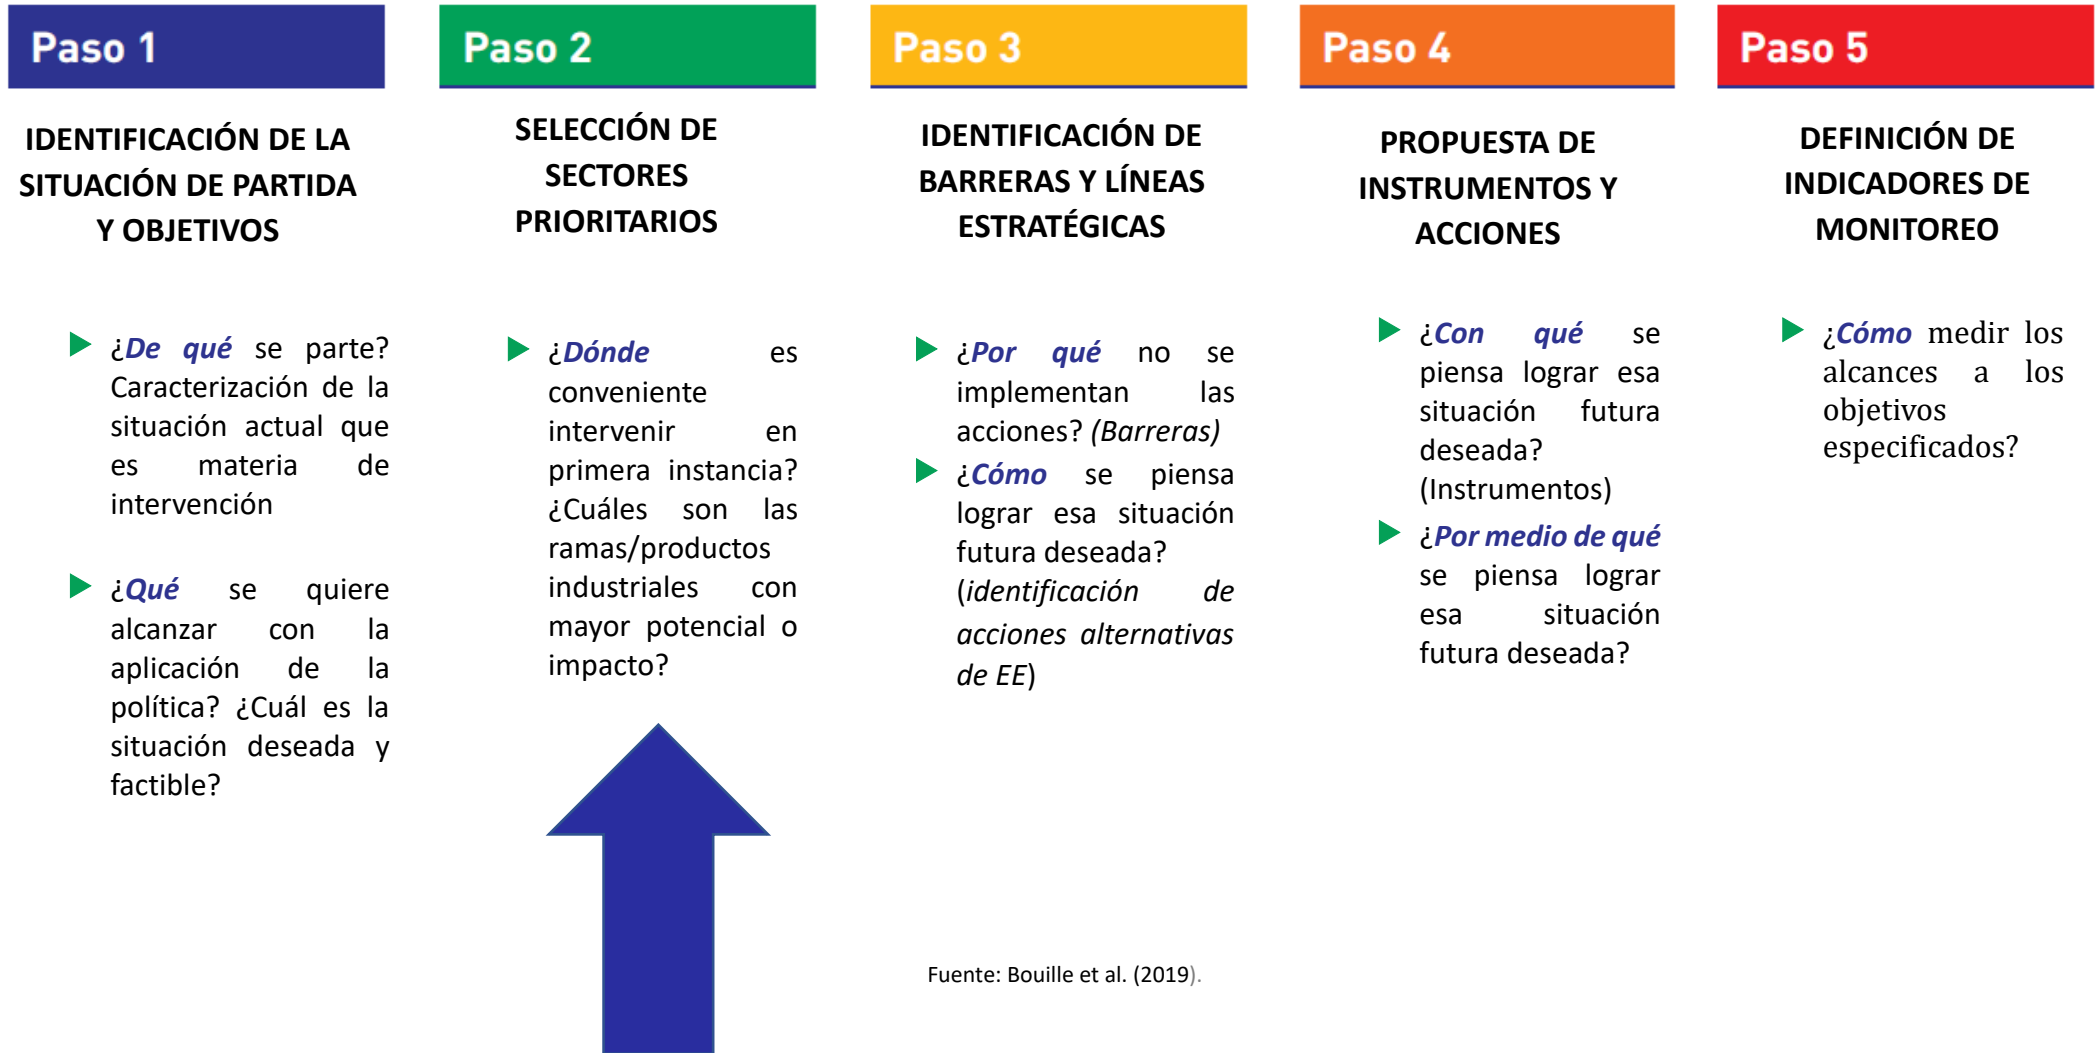 Paso 1
IDENTIFICACIÓN DE LA
SITUACIÓN DE PARTIDA
Y OBJETIVOS
¿De qué se parte?
Caracterización de la
situación actual que
es materia de
intervención
¿Qué se quiere
alcanzar con la
aplicación de la
política? ¿Cuál es la
situación deseada y
factible?
Paso 2
SELECCIÓN DE
SECTORES
PRIORITARIOS
¿Dónde es
conveniente
intervenir en
primera instancia?
¿Cuáles son las
ramas/productos
industriales con
mayor potencial o
impacto?
Paso 3
IDENTIFICACIÓN DE
BARRERAS Y LÍNEAS
ESTRATÉGICAS
¿Por qué no se
implementan las
acciones? (Barreras)
¿Cómo se piensa
lograr esa situación
futura deseada?
(identificación de
acciones alternativas
de EE)
Paso 4
PROPUESTA DE
INSTRUMENTOS Y
ACCIONES
¿Con qué se
piensa lograr esa
situación futura
deseada?
(Instrumentos)
¿Por medio de qué
se piensa lograr
esa situación
futura deseada?
Paso 5
DEFINICIÓN DE
INDICADORES DE
MONITOREO
¿Cómo medir los
alcances a los
objetivos
especificados?
Fuente: Bouille et al. (2019).